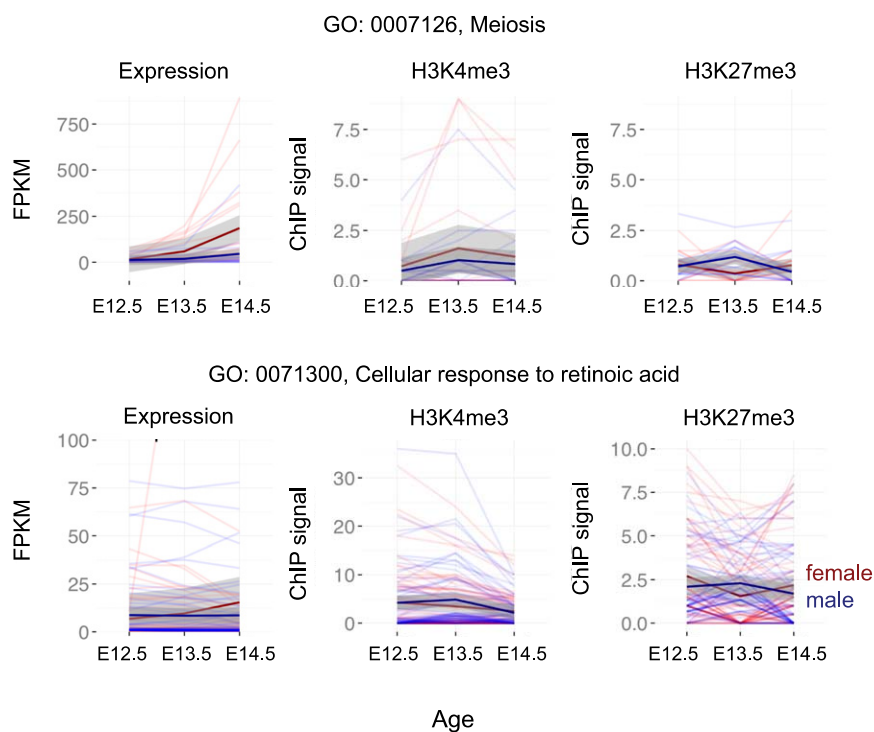 GO: 0007126, Meiosis
Expression
H3K4me3
H3K27me3
FPKM
750
500
250
0
E12.5 E13.5 E14.5
ChIP signal
7.5
5.0
2.5
0.0
E12.5 E13.5 E14.5
ChIP signal
7.5
5.0
2.5
0.0
E12.5 E13.5 E14.5
GO: 0071300, Cellular response to retinoic acid
Expression
H3K4me3
H3K27me3
FPKM
100
75
50
25
0
E12.5 E13.5 E14.5
ChIP signal
30
20
10
0
E12.5 E13.5 E14.5
ChIP signal
10.0
7.5
5.0
2.5
0.0
E12.5 E13.5 E14.5
female
male
Age